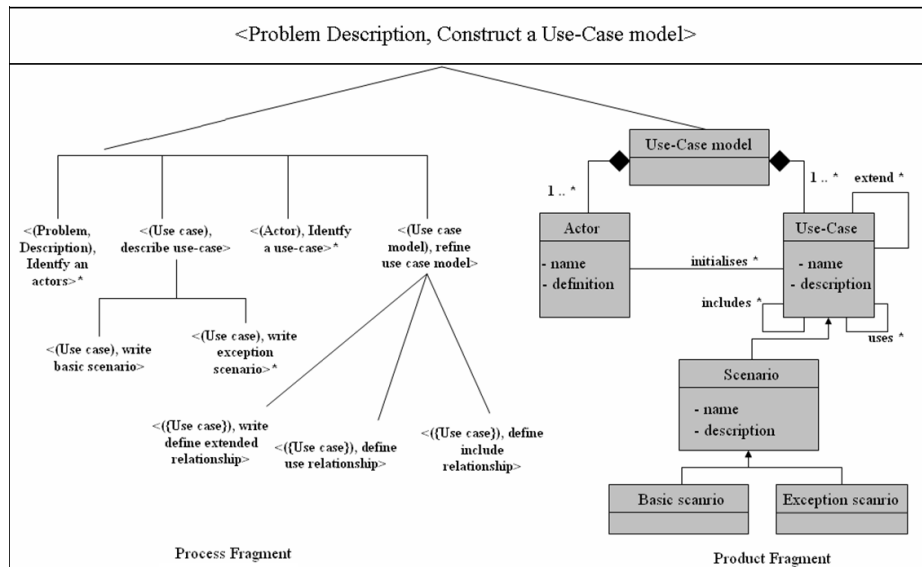 <Problem Description, Construct a Use-Case model>
<(Problem,
Description),
Identfy an
actors>*
<(Use case),
describe use-case>
<(Actor), Identfy
a use-case>*
<(Use case
model), refine
use case model>
<(Use case), write
basic scenario>
<(Use case), write
exception
scenario>*
<({Use case}), write
define extended
relationship>
<({Use case}), define
use relationship>
<({Use case}), define
include
relationship>
Process Fragment
Use-Case model
1 .. *
1 .. *
extend *
Actor
- name
- definition
initialises *
Use-Case
- name
- description
includes *
uses *
Scenario
- name
- description
Basic scanrio
Exception scanrio
Product Fragment